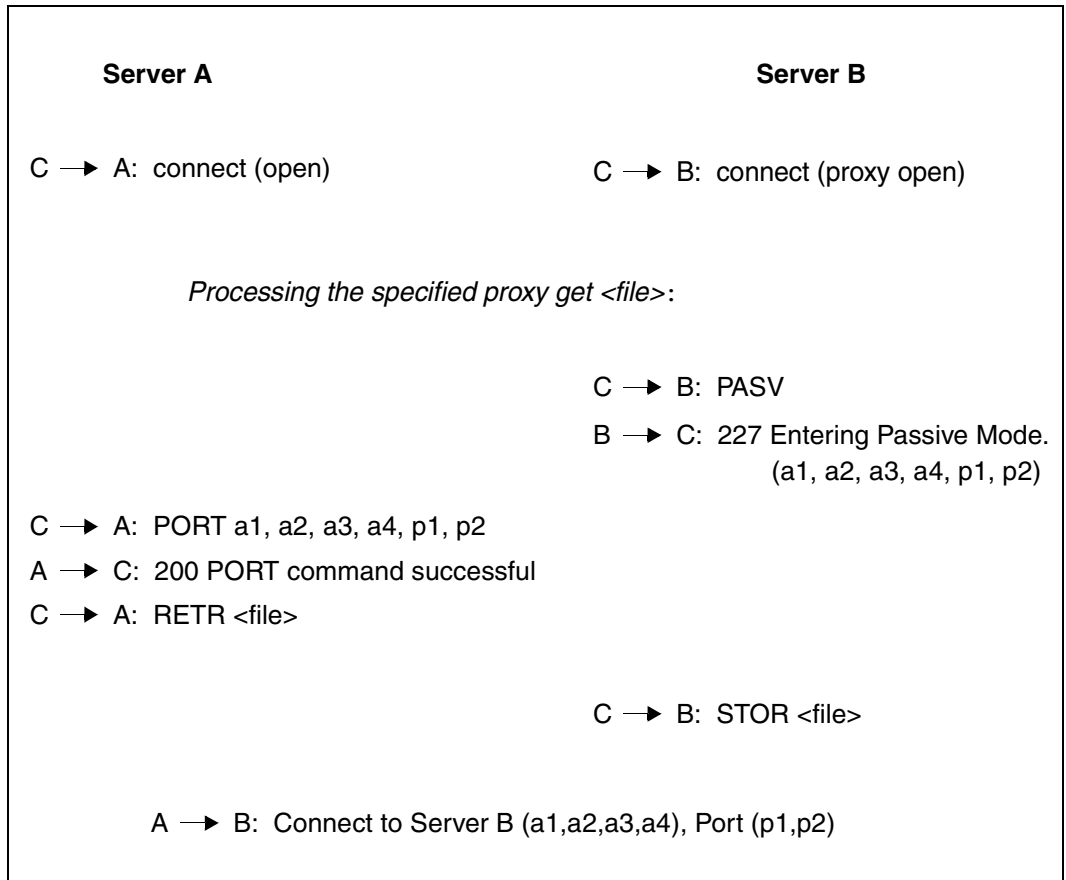 Server A
Server B
C → A: connect (open)
C → B: connect (proxy open)
Processing the specified proxy get <file>:
C → B: PASV
B → C: 227 Entering Passive Mode.
(a1, a2, a3, a4, p1, p2)
C → A: PORT a1, a2, a3, a4, p1, p2
A → C: 200 PORT command successful
C → A: RETR <file>
C → B: STOR <file>
A → B: Connect to Server B (a1,a2,a3,a4), Port (p1,p2)